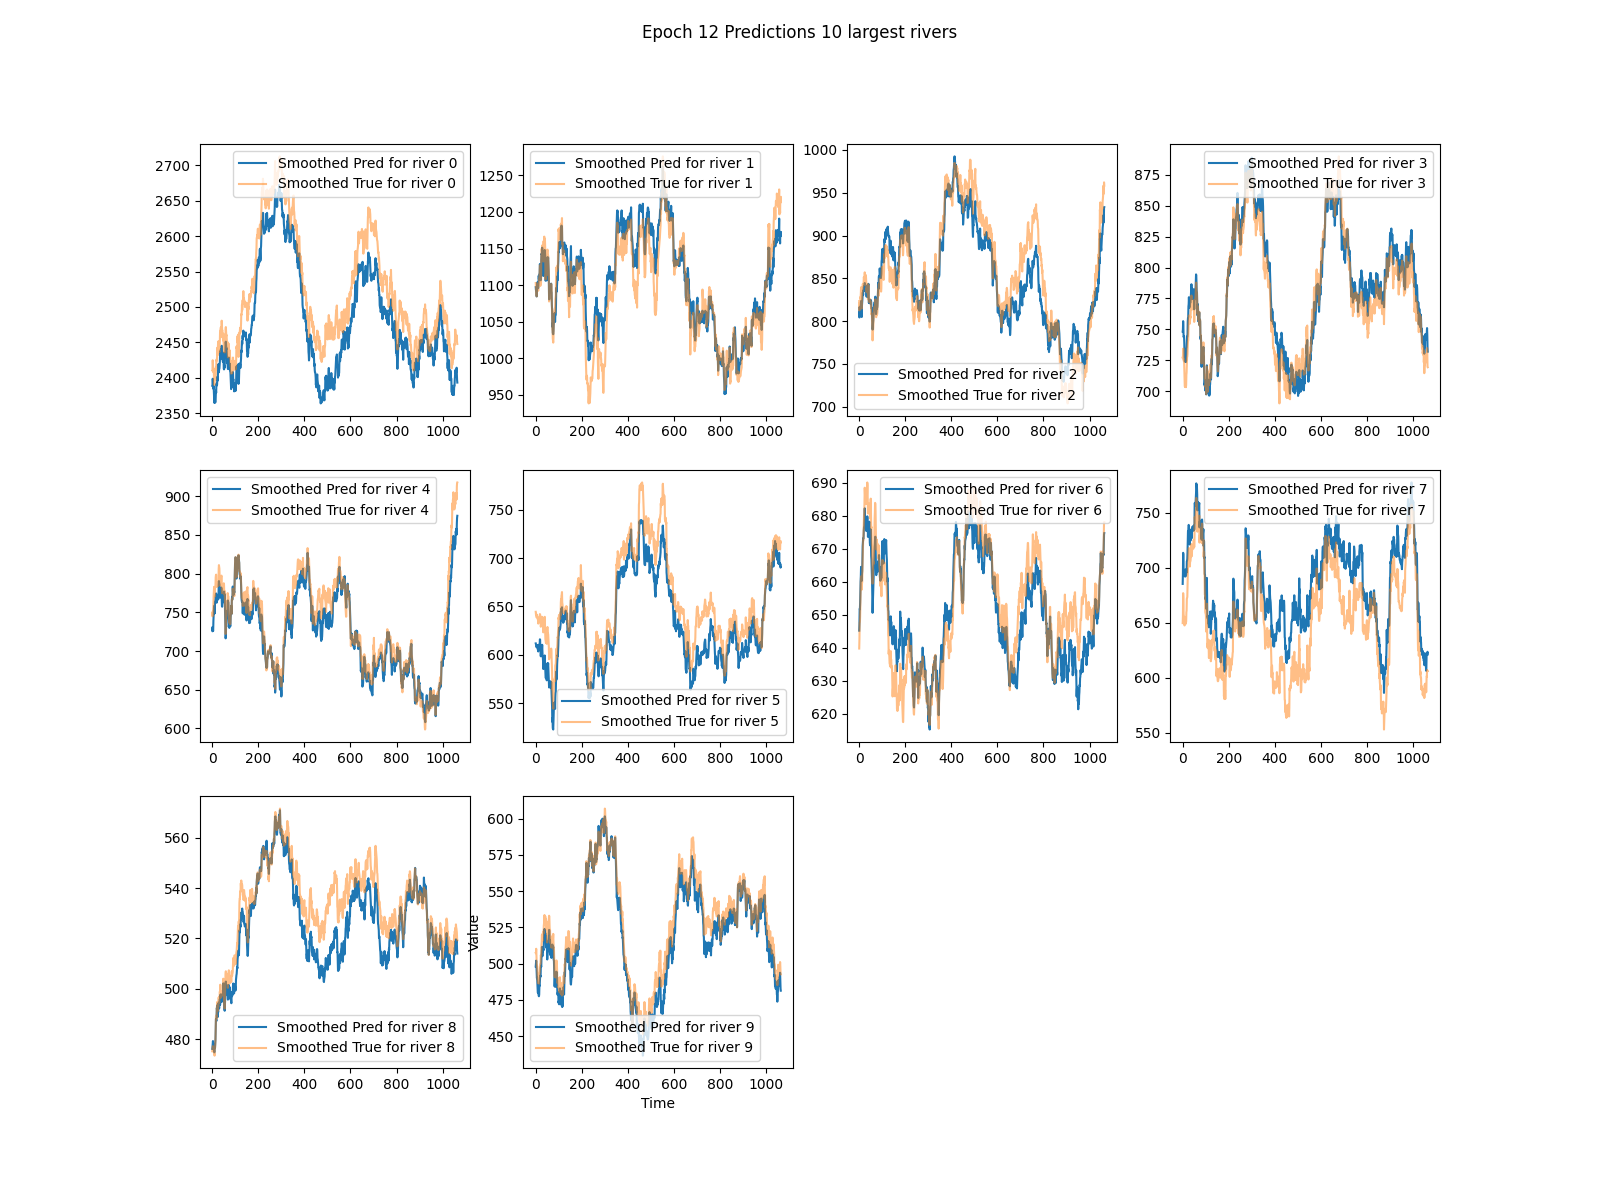 Epoch 12 Predictions 10 largest rivers
Smoothed Pred for river 0
Smoothed True for river 0
2700
2650
2600
2550
2500
2450
2400
2350
0 200 400 600 800 1000
Smoothed Pred for river 1
Smoothed True for river 1
1250
1200
1150
1100
1050
1000
950
0 200 400 600 800 1000
1000
950
900
850
800
750
700
Smoothed Pred for river 2
Smoothed True for river 2
0 200 400 600 800 1000
Smoothed Pred for river 3
Smoothed True for river 3
875
850
825
800
775
750
725
700
0 200 400 600 800 1000
Smoothed Pred for river 4
Smoothed True for river 4
900
850
800
750
700
650
600
0 200 400 600 800 1000
750
700
650
600
550
Smoothed Pred for river 5
Smoothed True for river 5
0 200 400 600 800 1000
Smoothed Pred for river 6
Smoothed True for river 6
690
680
670
660
650
640
630
620
0 200 400 600 800 1000
Smoothed Pred for river 7
Smoothed True for river 7
750
700
650
600
550
0 200 400 600 800 1000
560
540
520
500
480
Smoothed Pred for river 8
Smoothed True for river 8
0 200 400 600 800 1000
Value
600
575
550
525
500
475
450
Smoothed Pred for river 9
Smoothed True for river 9
0 200 400 600 800 1000
Time